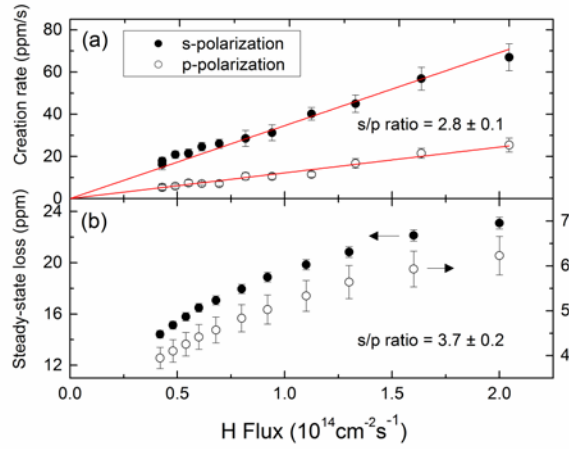 (a)
s-polarization
p-polarization
Creation rate (ppm/s)
80
60
40
20
0
s/p ratio = 2.8 ± 0.1
(b)
Steady-state loss (ppm)
24
20
16
12
7
6
5
4
s/p ratio = 3.7 ± 0.2
0.0 0.5 1.0 1.5 2.0
H Flux (10¹⁴cm⁻²s⁻¹)